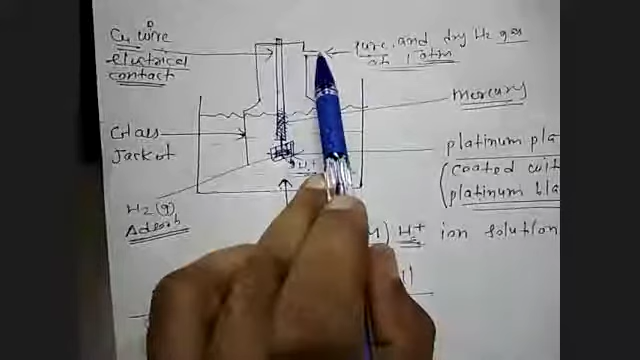 Cu wire
electrical
contact
pure and dry H2 gas
at 1 atm
Mercury
Glass
Jacket
platinum pla
(coated with
platinum bla
H+
H2(g)
Adsorb
M) H+ ion solution